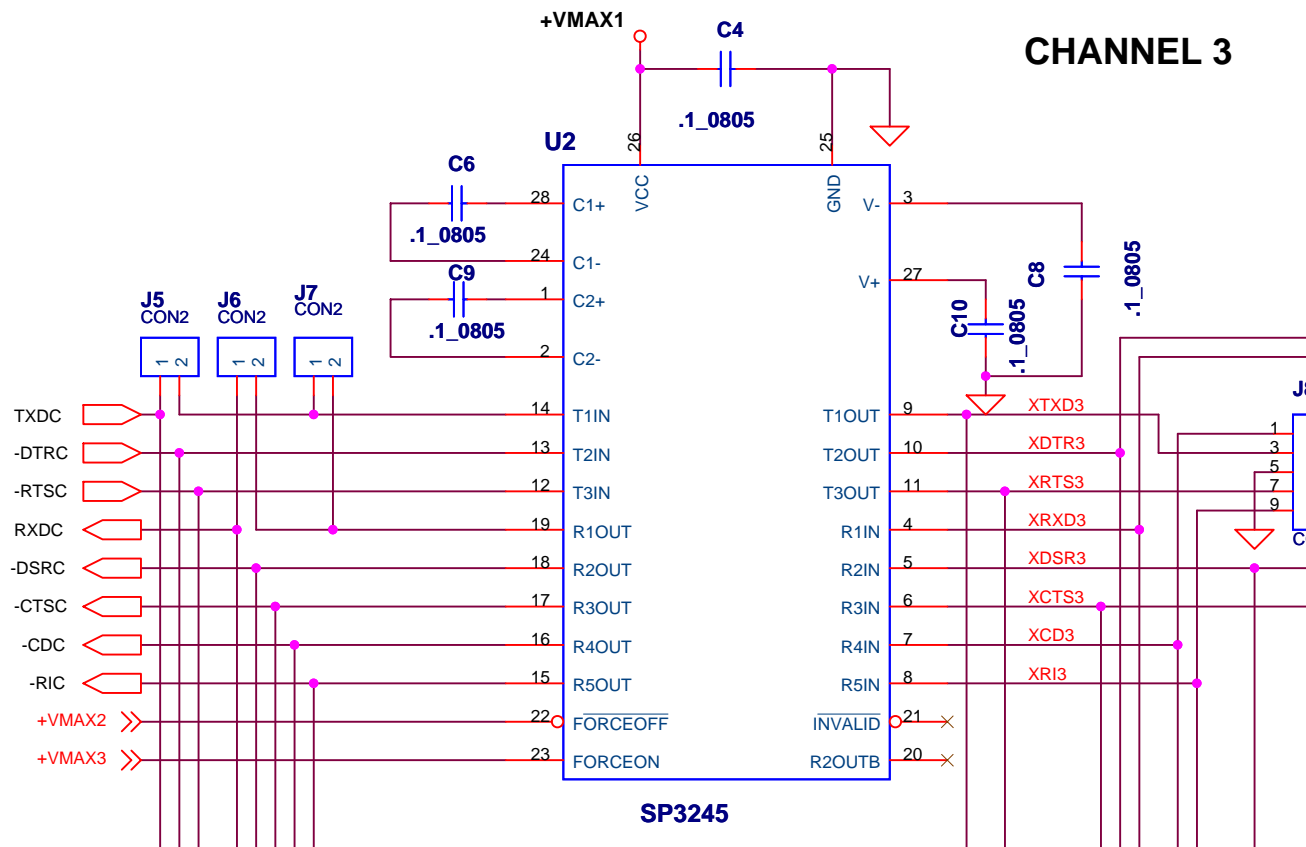 +VMAX1
C4
CHANNEL 3
.1_0805
U2
26
25
VCC
GND
C6
28
C1+
.1_0805
24
C1-
C9
1
C2+
.1_0805
2
C2-
3
V-
27
V+
C8
.1_0805
C10
.1_0805
J5
CON2
J6
CON2
J7
CON2
1
2
1
2
1
2
TXDC
14
T1IN
T1OUT
9
XTXD3
-DTRC
13
T2IN
T2OUT
10
XDTR3
-RTSC
12
T3IN
T3OUT
11
XRTS3
RXDC
19
R1OUT
R1IN
4
XRXD3
-DSRC
18
R2OUT
R2IN
5
XDSR3
-CTSC
17
R3OUT
R3IN
6
XCTS3
-CDC
16
R4OUT
R4IN
7
XCD3
-RIC
15
R5OUT
R5IN
8
XRI3
+VMAX2
22
FORCEOFF
INVALID
21
+VMAX3
23
FORCEON
R2OUTB
20
1
3
5
7
9
SP3245